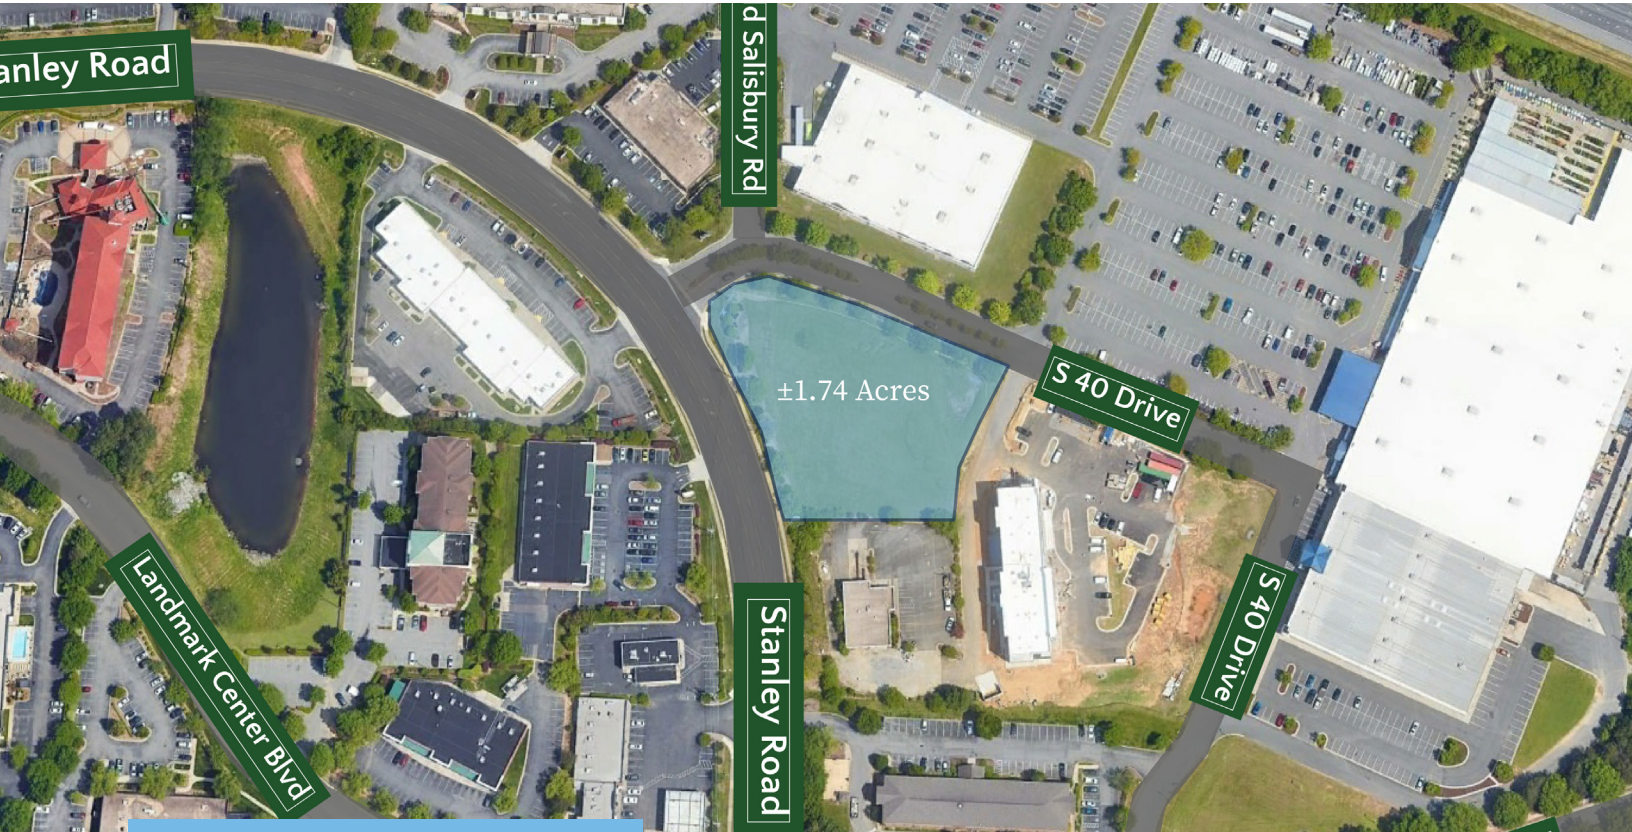 anley Road
d Salisbury Rd
±1.74 Acres
S 40 Drive
S 40 Drive
Landmark Center Blvd
Stanley Road